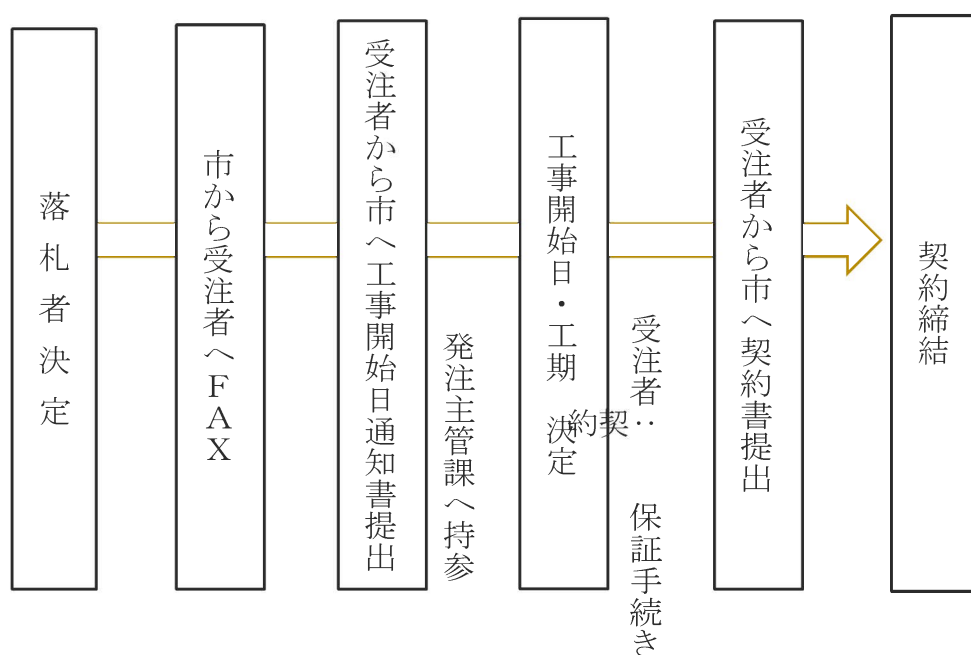 落札者決定
市から受注者へFAX
受注者から市へ工事開始日通知書提出
発注主管課へ持参
工事開始日・工期　決定
受注者：契約
保証手続き
受注者から市へ契約書提出
契約締結